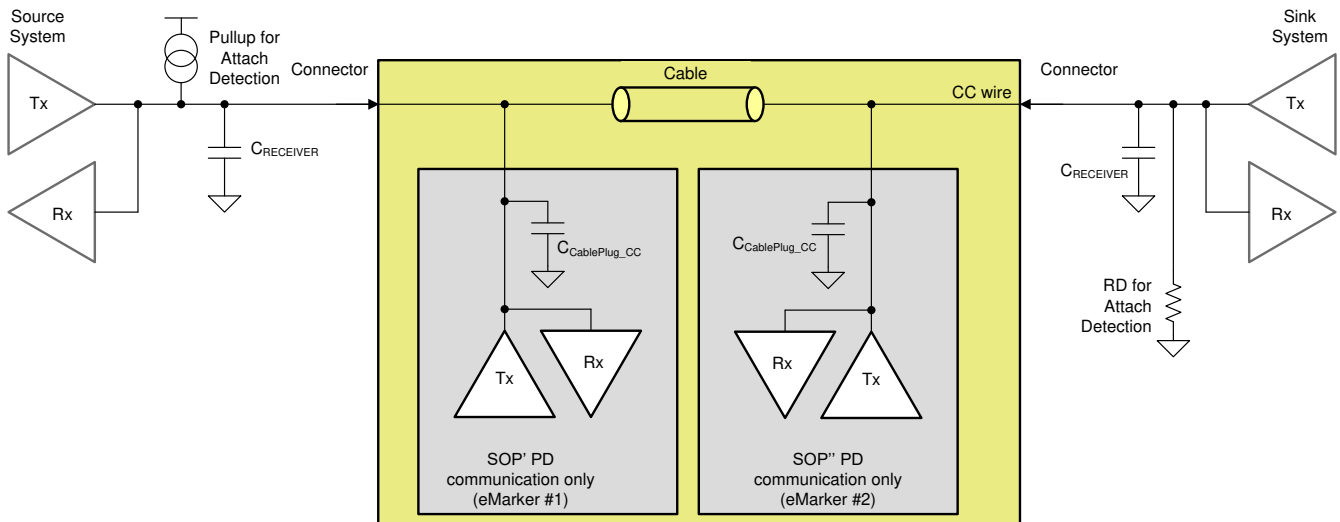 Source
System
Tx
Rx
Pullup for
Attach
Detection
CRECEIVER
Connector
Cable
CC wire
CCablePlug_CC
Tx
Rx
SOP' PD
communication only
(eMarker #1)
CCablePlug_CC
Rx
Tx
SOP'' PD
communication only
(eMarker #2)
Connector
CRECEIVER
RD for
Attach
Detection
Sink
System
Tx
Rx